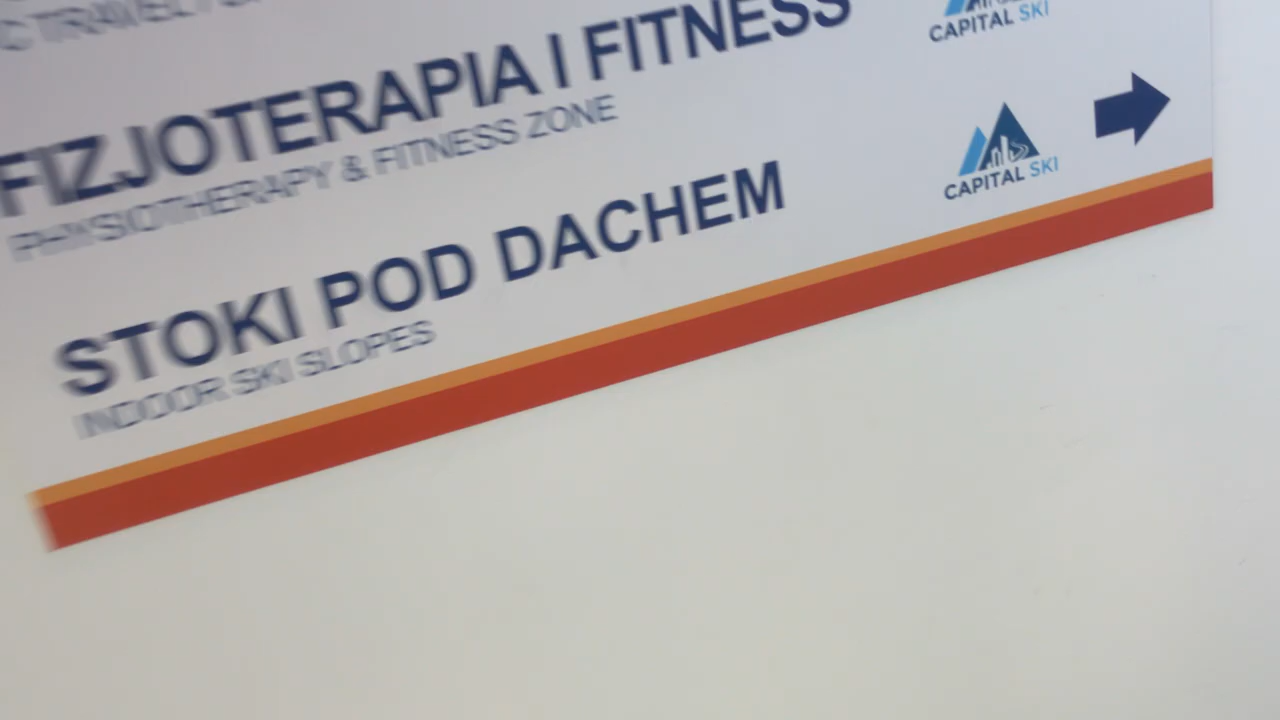 FIZJOTERAPIA I FITNESS
PHYSIOTHERAPY & FITNESS ZONE
CAPITAL SKI
STOKI POD DACHEM
INDOOR SKI SLOPES
CAPITAL SKI